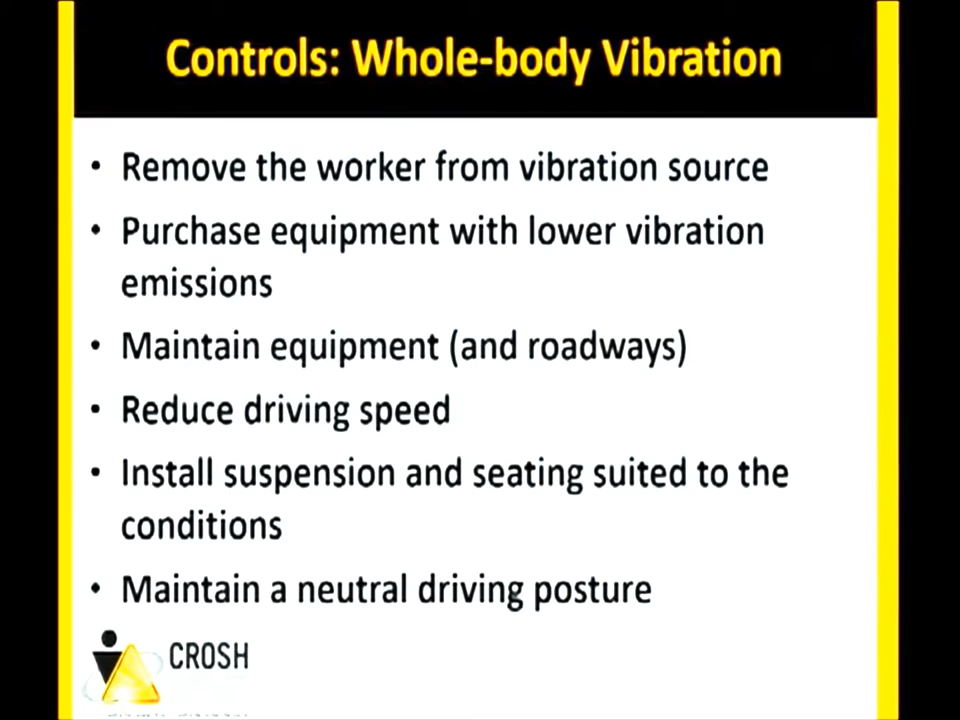 Controls: Whole-body Vibration
• Remove the worker from vibration source
• Purchase equipment with lower vibration
emissions
• Maintain equipment (and roadways)
• Reduce driving speed
• Install suspension and seating suited to the
conditions
• Maintain a neutral driving posture
CROSH